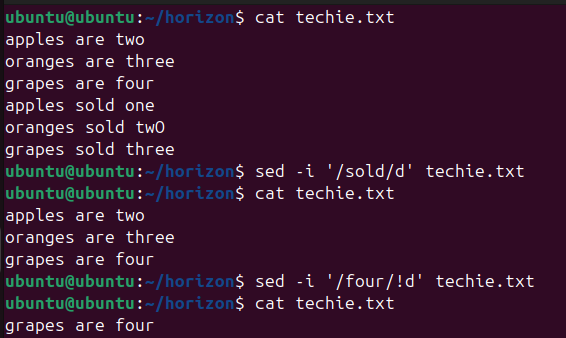 ubuntu@ubuntu:~/horizon$ cat techie.txt
apples are two
oranges are three
grapes are four
apples sold one
oranges sold twO
grapes sold three
ubuntu@ubuntu:~/horizon$ sed -i '/sold/d' techie.txt
ubuntu@ubuntu:~/horizon$ cat techie.txt
apples are two
oranges are three
grapes are four
ubuntu@ubuntu:~/horizon$ sed -i '/four/!d' techie.txt
ubuntu@ubuntu:~/horizon$ cat techie.txt
grapes are four